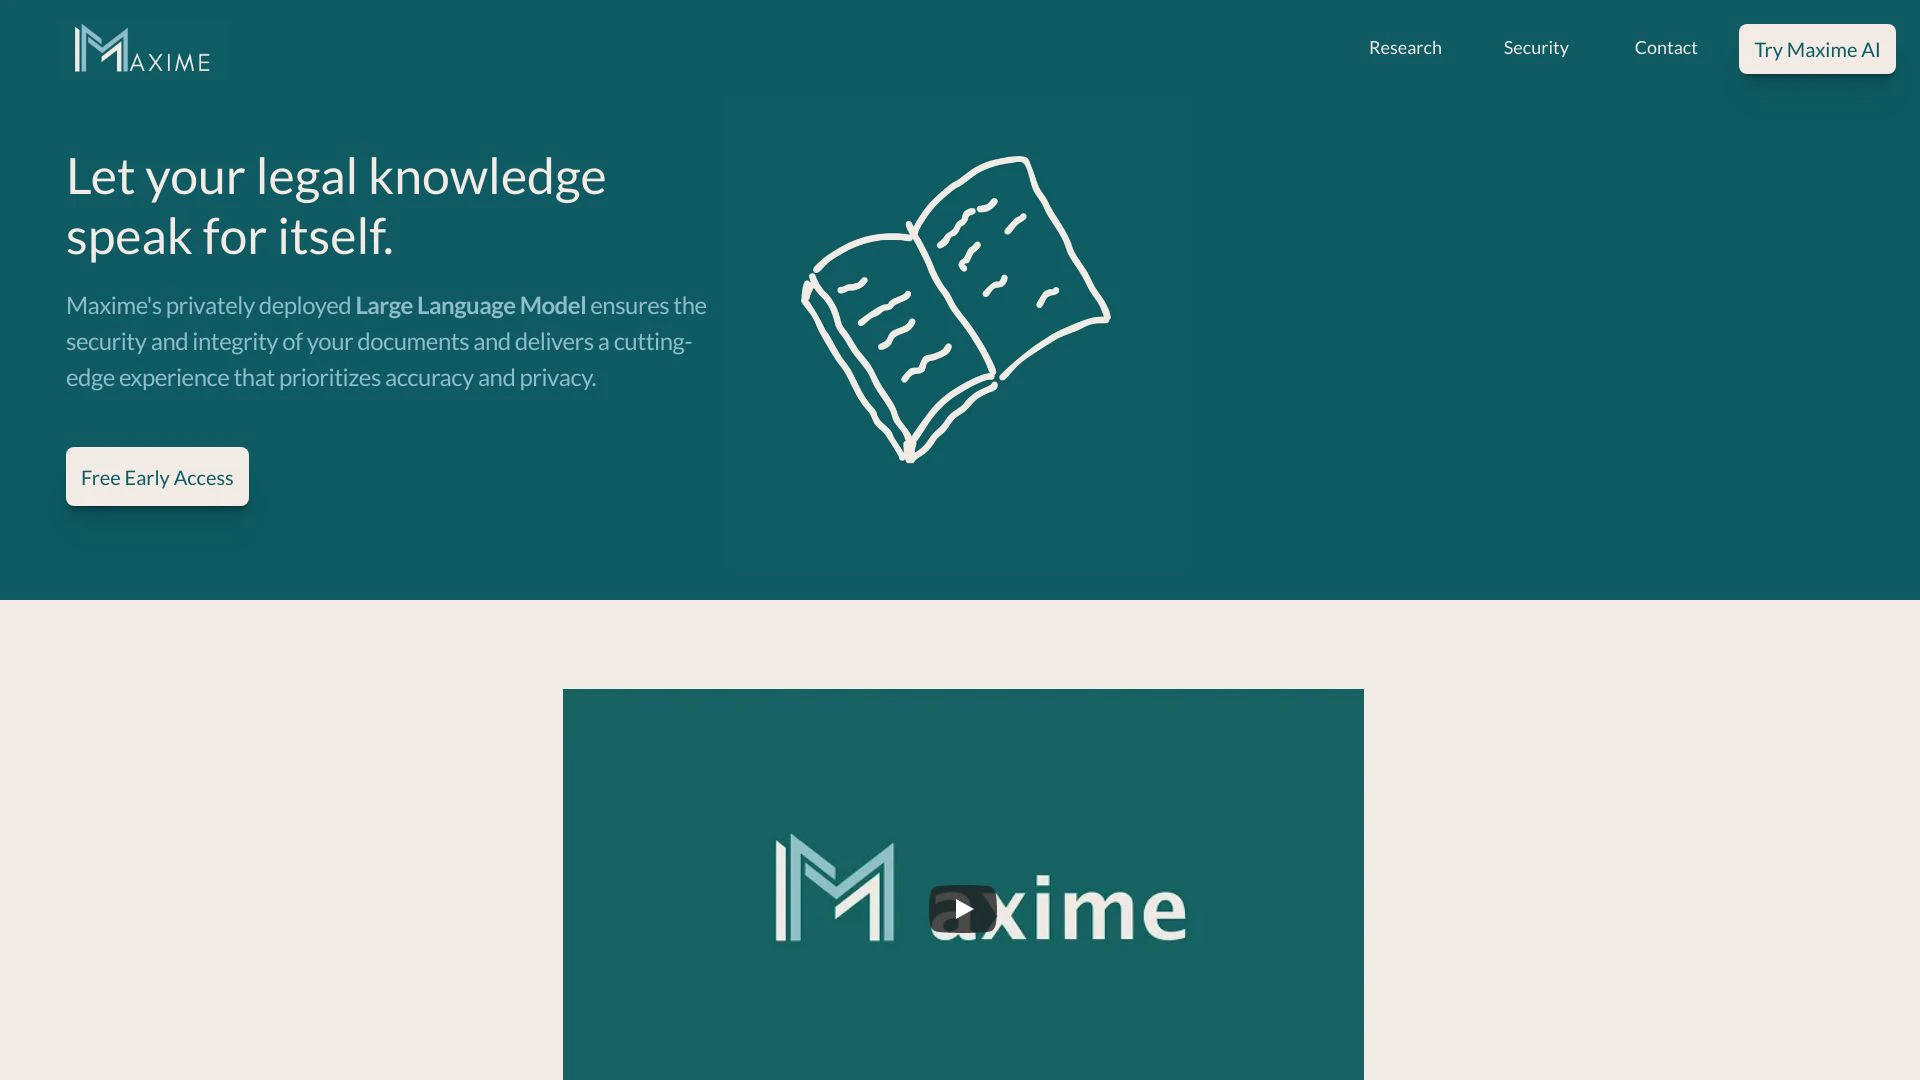 MAXIME
Research
Security
Contact
Try Maxime AI
Let your legal knowledge
speak for itself.
Maxime's privately deployed Large Language Model ensures the
security and integrity of your documents and delivers a cutting-
edge experience that prioritizes accuracy and privacy.
Free Early Access
Maxime